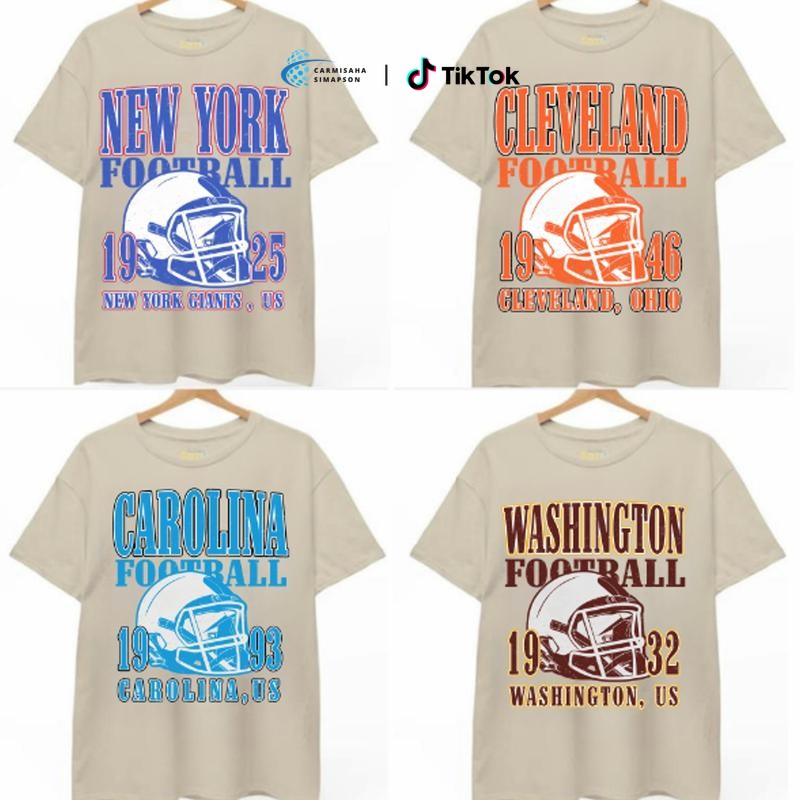 CARMISAHA
SIMAPSON
TikTok
NEW YORK
FOOTBALL
19 25
NEW YORK GIANTS , US
CLEVELAND
FOOTBALL
19 46
CLEVELAND, OHIO
CAROLINA
FOOTBALL
19 93
CAROLINA, US
WASHINGTON
FOOTBALL
19 32
WASHINGTON, US